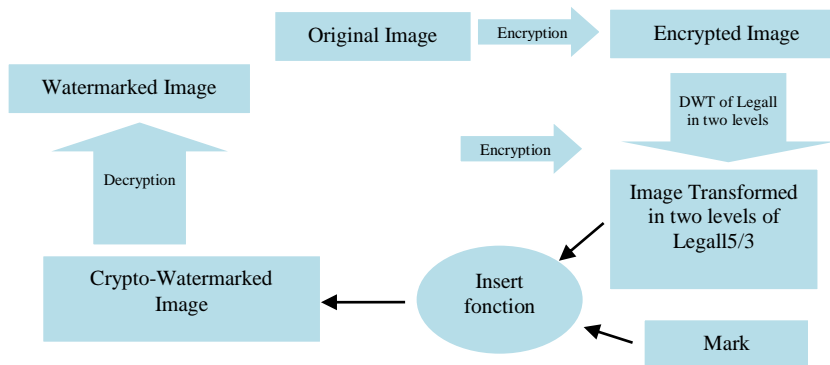 Original Image
Encryption
Encrypted Image
Watermarked Image
DWT of Legall
in two levels
Encryption
Decryption
Image Transformed
in two levels of
Legall5/3
Crypto-Watermarked
Image
Insert
fonction
Mark